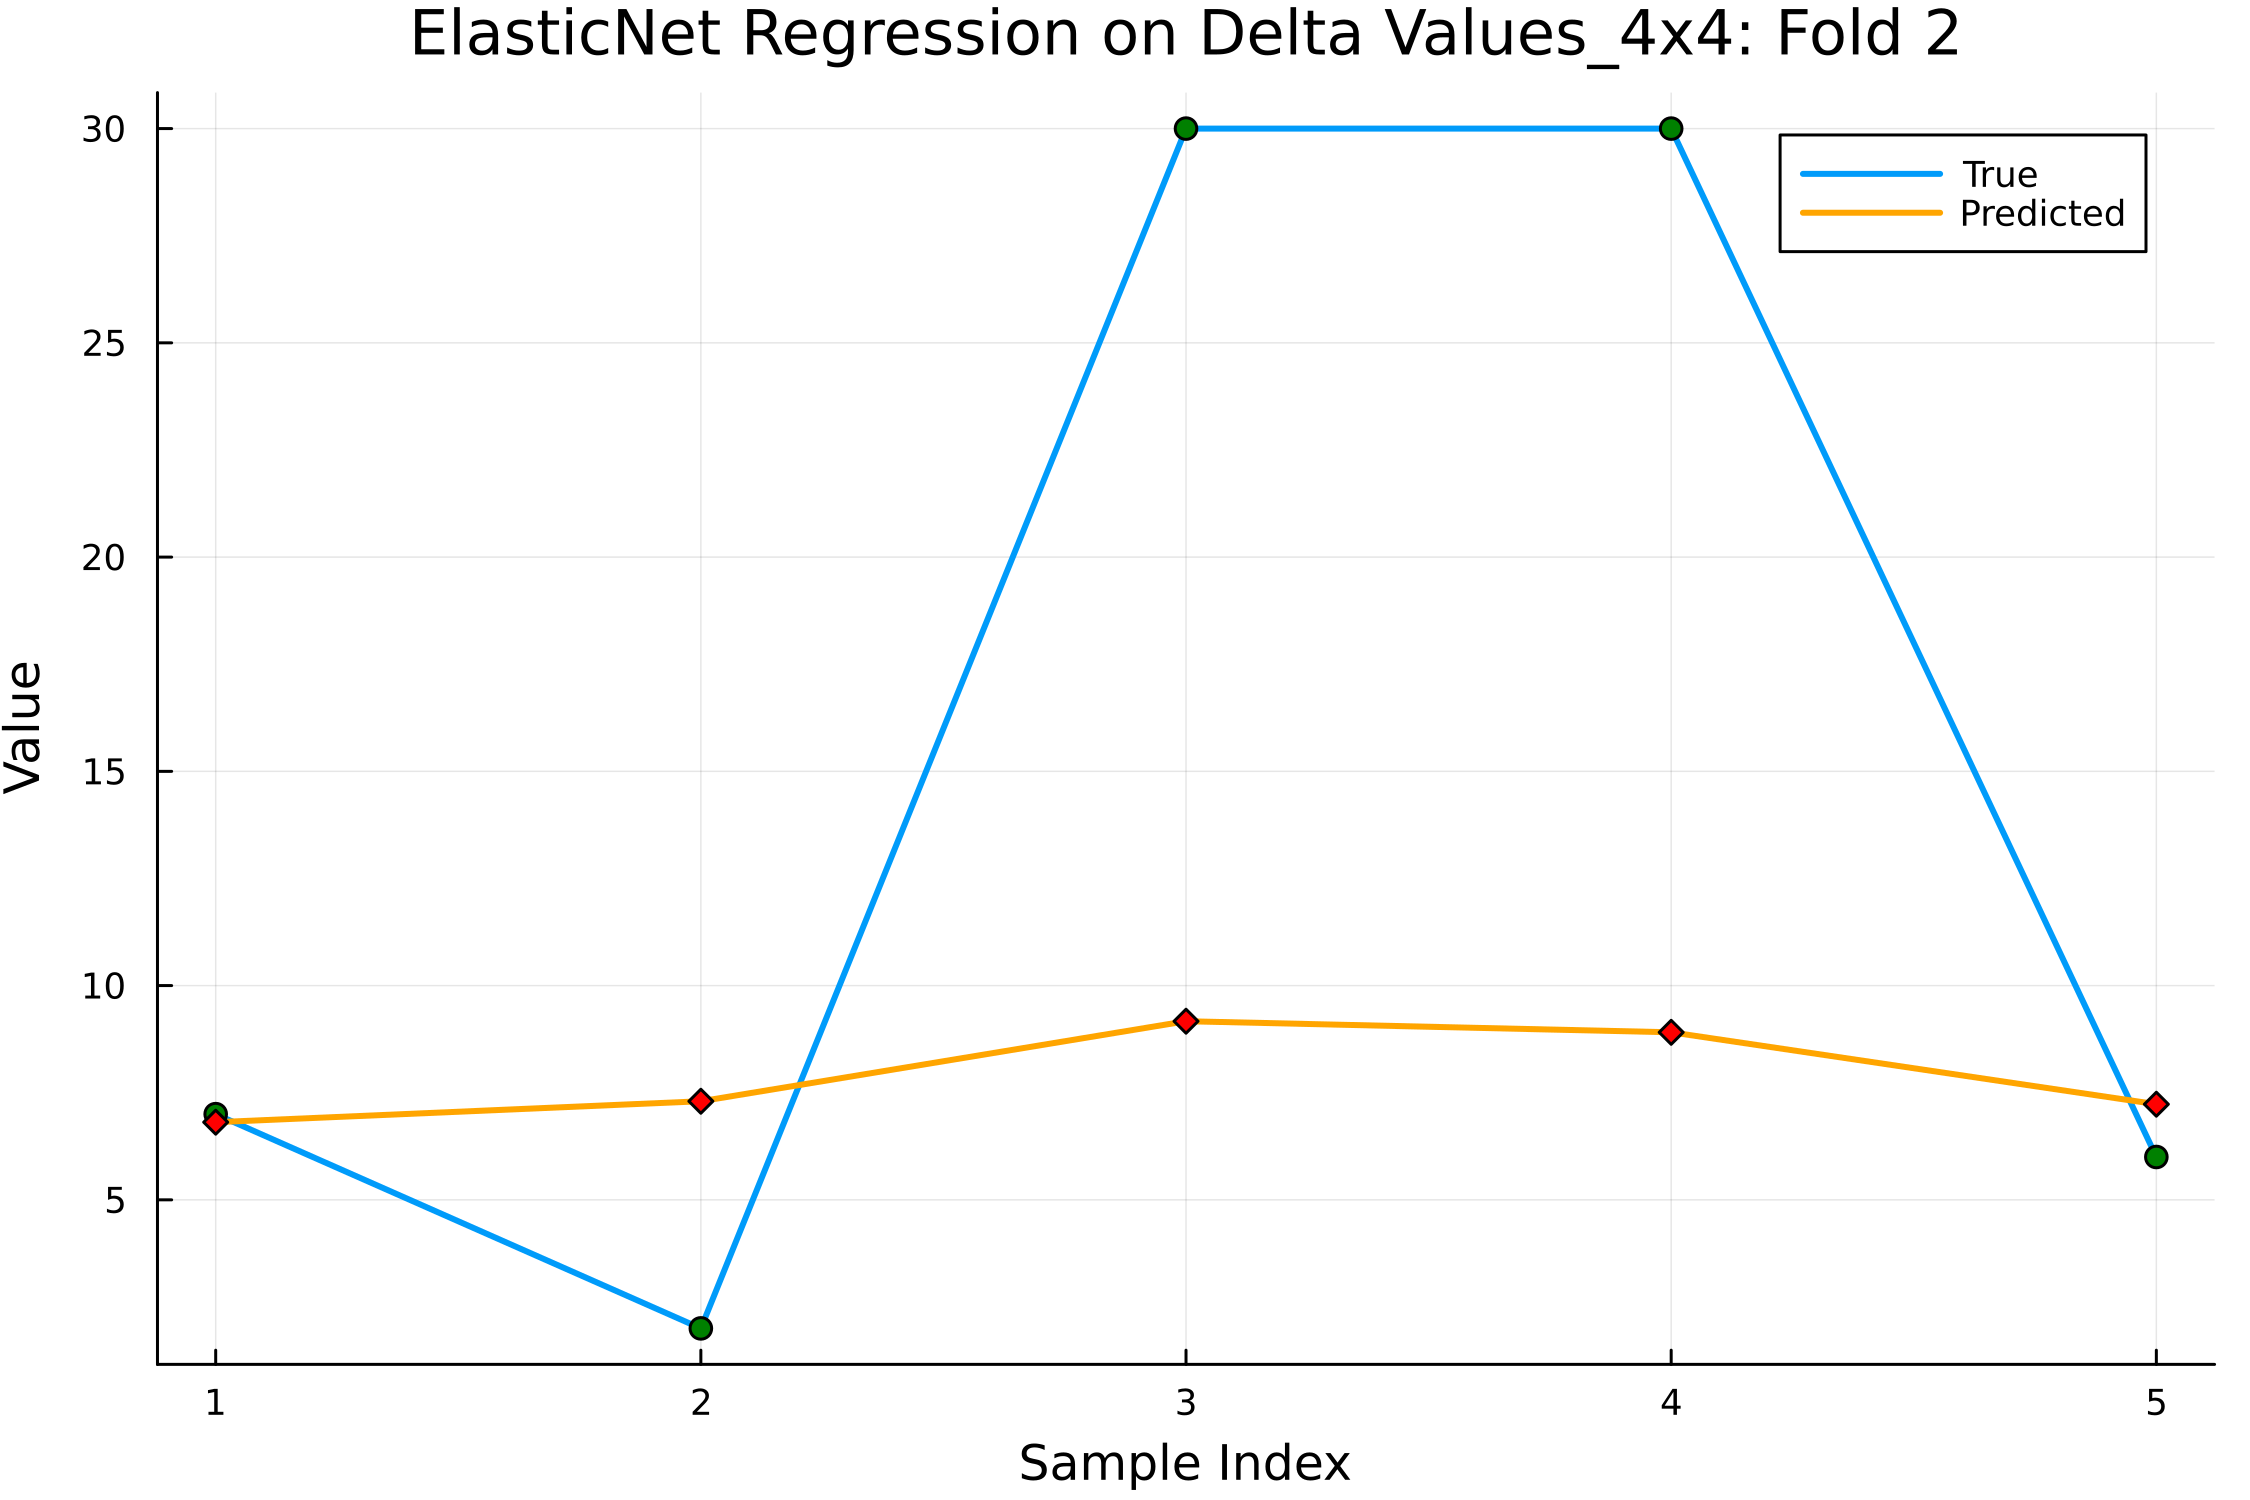 ElasticNet Regression on Delta Values_4x4: Fold 2
30
25
20
15
10
5
Value
True
Predicted
1 2 3 4 5
Sample Index